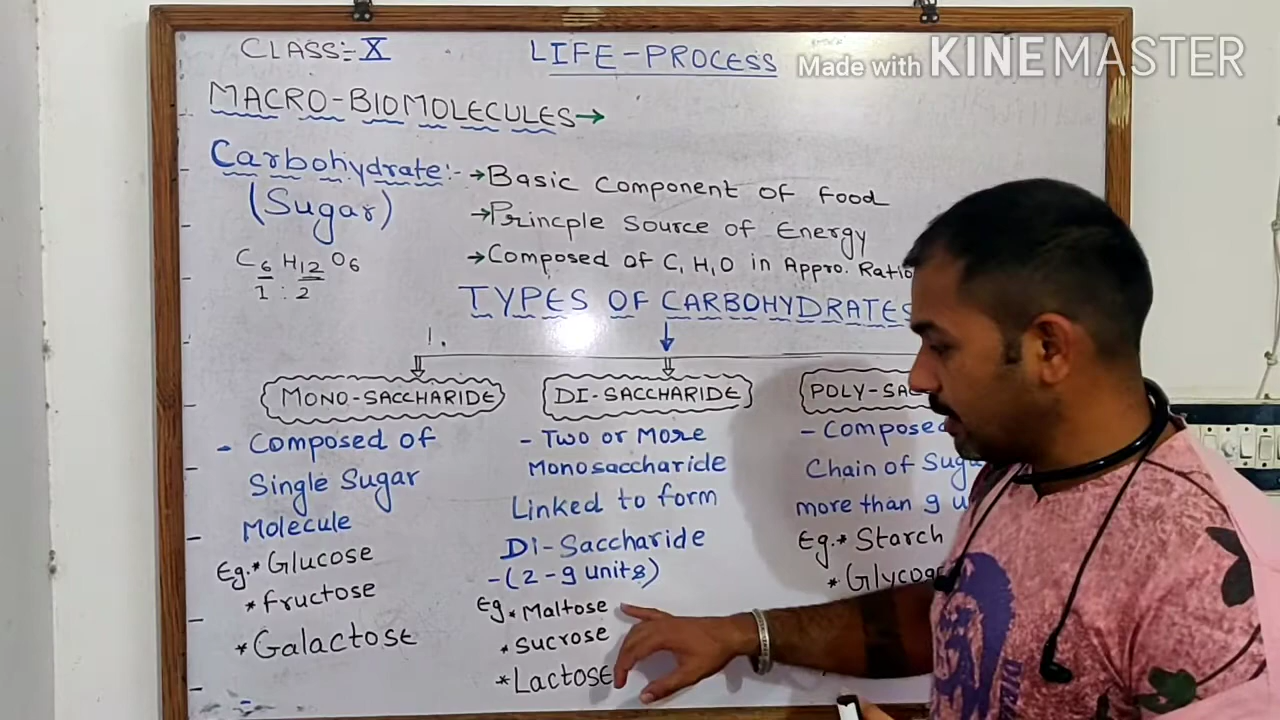 CLASS:- X
LIFE-PROCESS
Made with KINEMASTER
MACRO-BIOMOLECULES→
Carbohydrate:-
(Sugar)
C6 H12 O6
1 : 2
→Basic Component of food
→Princple Source of Energy
→Composed of C, H, O in Appro. Ratio
TYPES OF CARBOHYDRATES
1.
MONO-SACCHARIDE
- Composed of
Single Sugar
Molecule
Eg.*Glucose
*Fructose
*Galactose
DI-SACCHARIDE
- Two or More
Monosaccharide
Linked to form
Di-Saccharide
-(2-9 units)
Eg.*Maltose
*Sucrose
*Lactose
POLY-
- Composed
Chain of
more than 9
Eg.*Starch